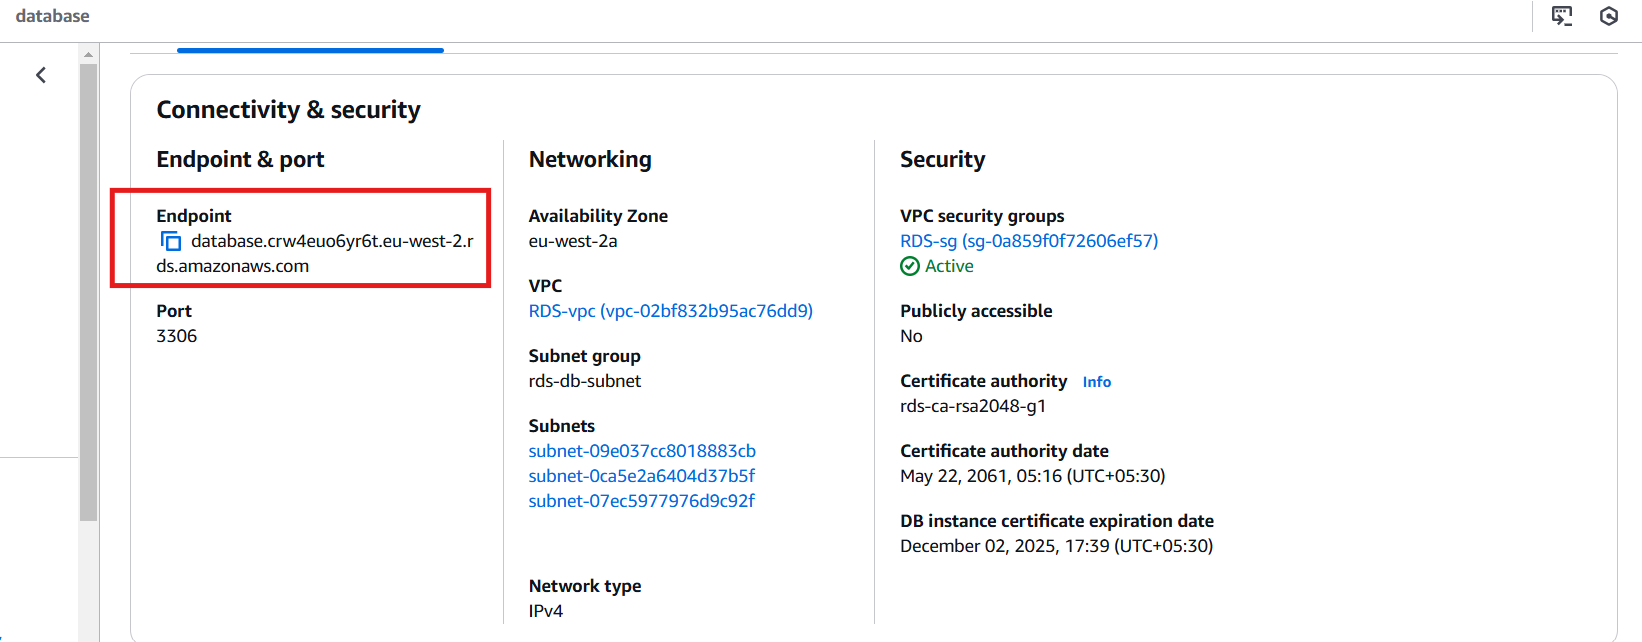 database
Connectivity & security
Endpoint & port
Endpoint
database.crw4euo6yr6t.eu-west-2.r
ds.amazonaws.com
Port
3306
Networking
Availability Zone
eu-west-2a
VPC
RDS-vpc (vpc-02bf832b95ac76dd9)
Subnet group
rds-db-subnet
Subnets
subnet-09e037cc8018883cb
subnet-0ca5e2a6404d37b5f
subnet-07ec5977976d9c92f
Network type
IPv4
Security
VPC security groups
RDS-sg (sg-0a859f0f72606ef57)
Active
Publicly accessible
No
Certificate authority Info
rds-ca-rsa2048-g1
Certificate authority date
May 22, 2061, 05:16 (UTC+05:30)
DB instance certificate expiration date
December 02, 2025, 17:39 (UTC+05:30)